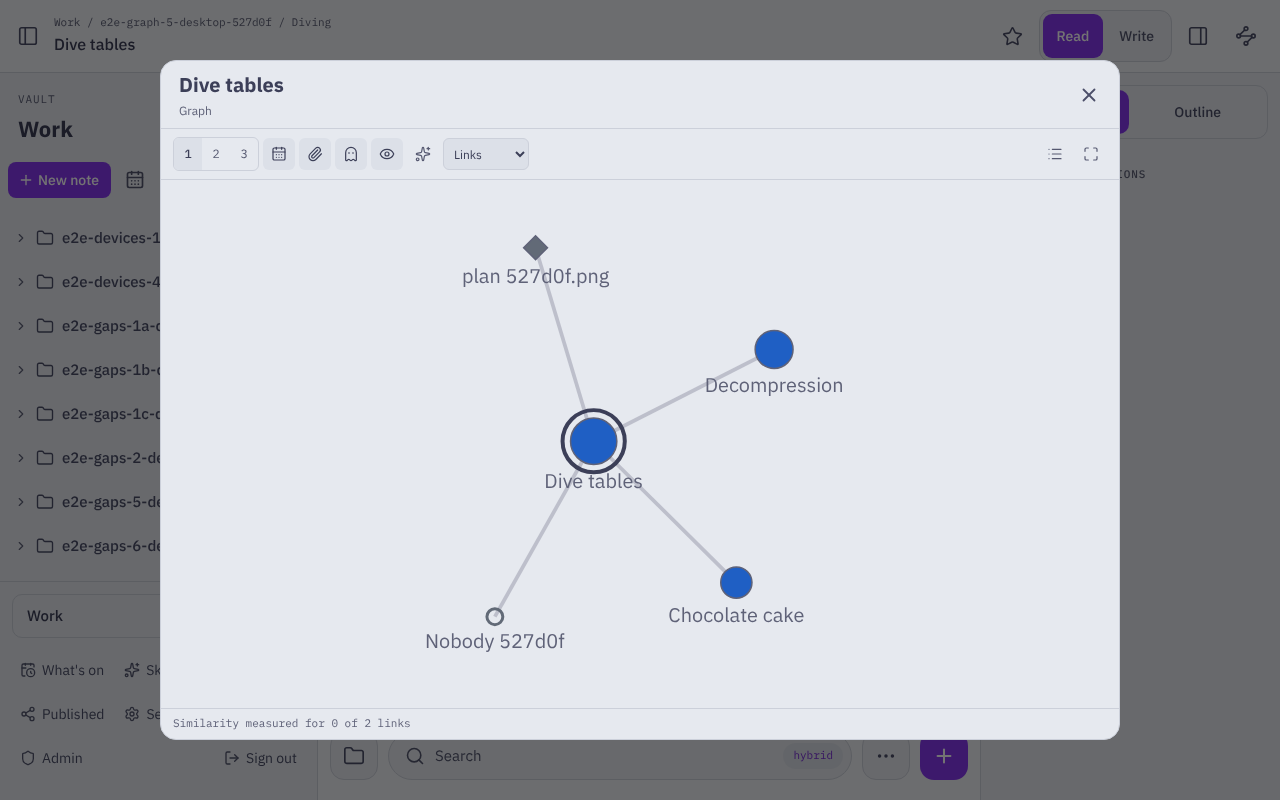 Work / e2e-graph-5-desktop-527d0f / Diving
Dive tables
Read
Write
VAULT
Work
New note
Outline
Dive tables
Graph
1 2 3
Links
e2e-devices-1
e2e-devices-4
e2e-gaps-1a-
e2e-gaps-1b-
e2e-gaps-1c-
e2e-gaps-2-de
e2e-gaps-5-de
e2e-gaps-6-de
plan 527d0f.png
Decompression
Dive tables
Chocolate cake
Nobody 527d0f
Similarity measured for 0 of 2 links
Work
What's on
Sk
Published
Se
Admin
Sign out
Search
hybrid
IONS